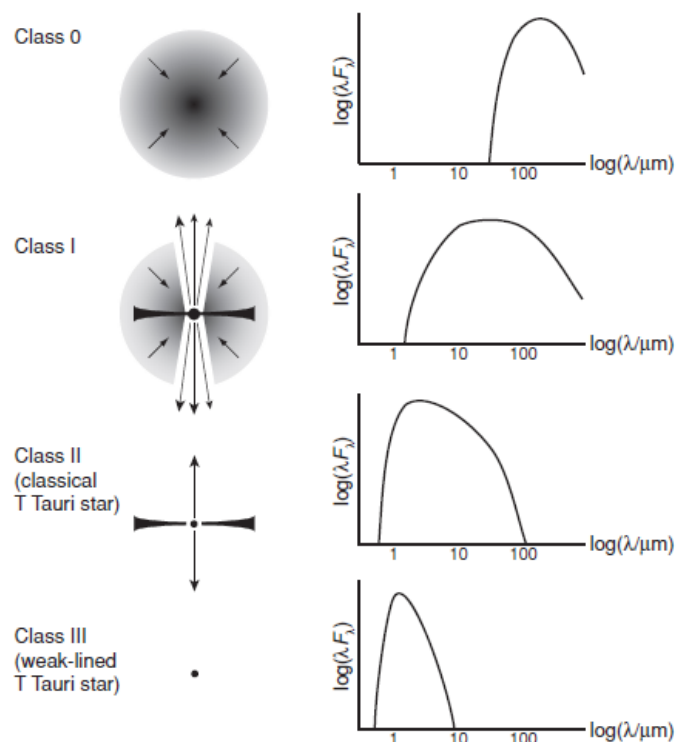 Class 0
log(λFλ)
1 10 100
log(λ/μm)
Class I
log(λFλ)
1 10 100
log(λ/μm)
Class II
(classical
T Tauri star)
log(λFλ)
1 10 100
log(λ/μm)
Class III
(weak-lined
T Tauri star)
log(λFλ)
1 10 100
log(λ/μm)